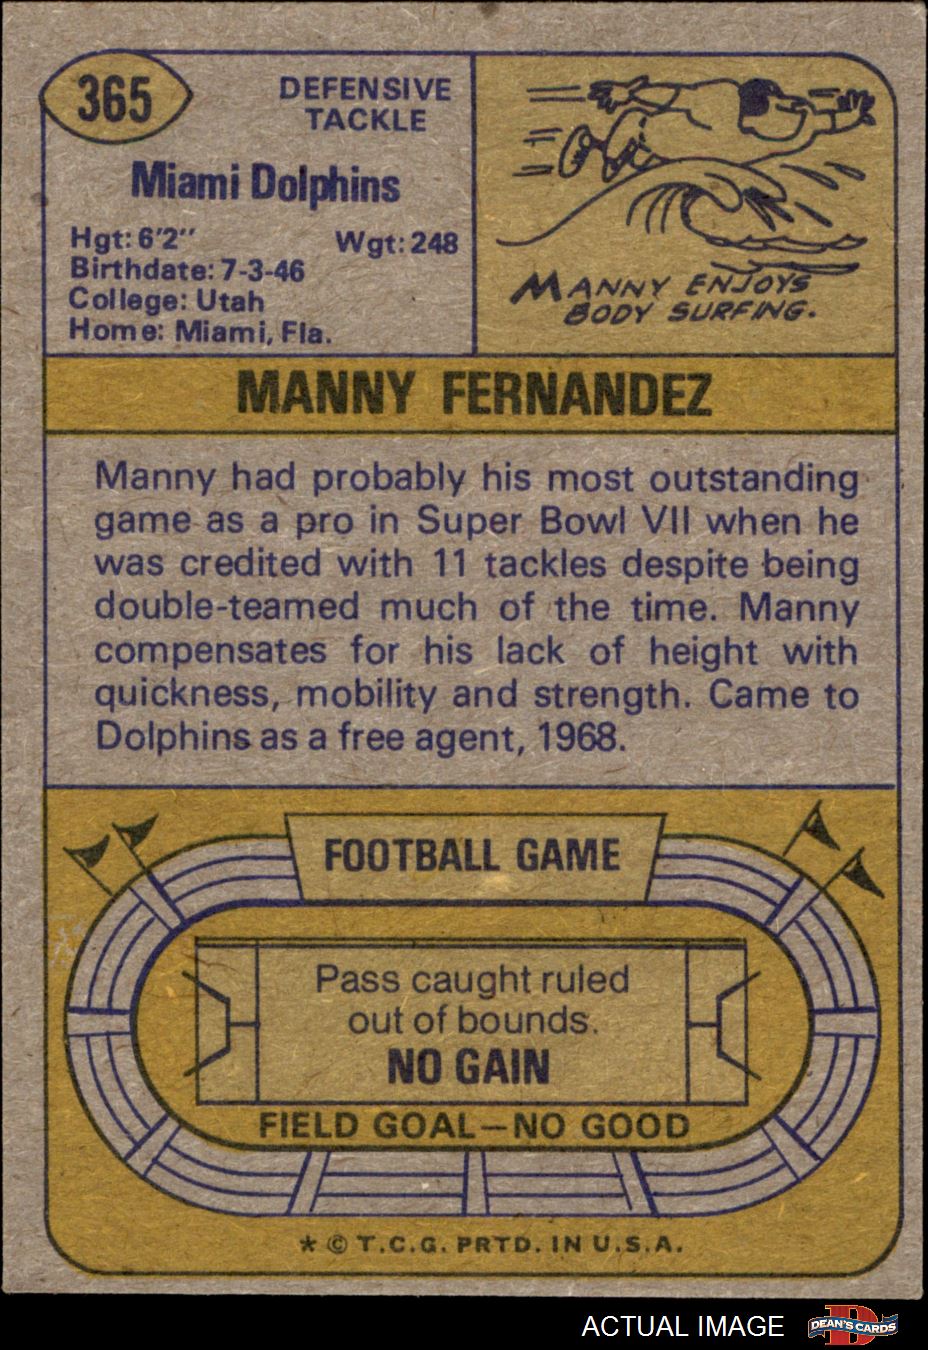 365
DEFENSIVE
TACKLE
Miami Dolphins
Hgt: 6'2" Wgt: 248
Birthdate: 7-3-46
College: Utah
Home: Miami, Fla.
MANNY ENJOYS
BODY SURFING.
MANNY FERNANDEZ
Manny had probably his most outstanding
game as a pro in Super Bowl VII when he
was credited with 11 tackles despite being
double-teamed much of the time. Manny
compensates for his lack of height with
quickness, mobility and strength. Came to
Dolphins as a free agent, 1968.
FOOTBALL GAME
Pass caught ruled
out of bounds.
NO GAIN
FIELD GOAL—NO GOOD
* © T.C.G. PRTD. IN U.S.A.
ACTUAL IMAGE
D
DEAN'S CARDS